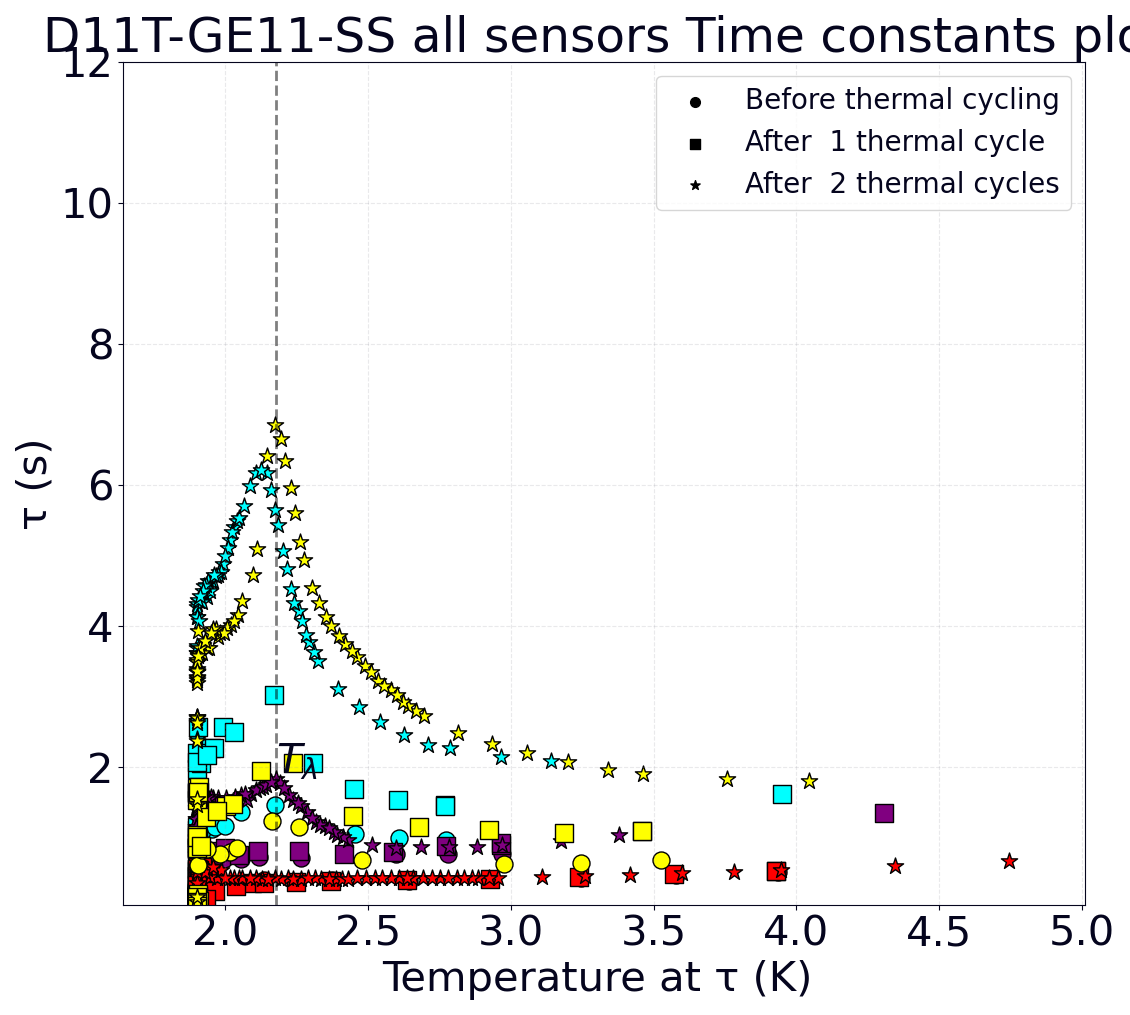 D11T-GE11-SS all sensors Time constants plo
12
10
8
6
4
2
τ (s)
Before thermal cycling
After 1 thermal cycle
After 2 thermal cycles
Tλ
2.0 2.5 3.0 3.5 4.0 4.5 5.0
Temperature at τ (K)